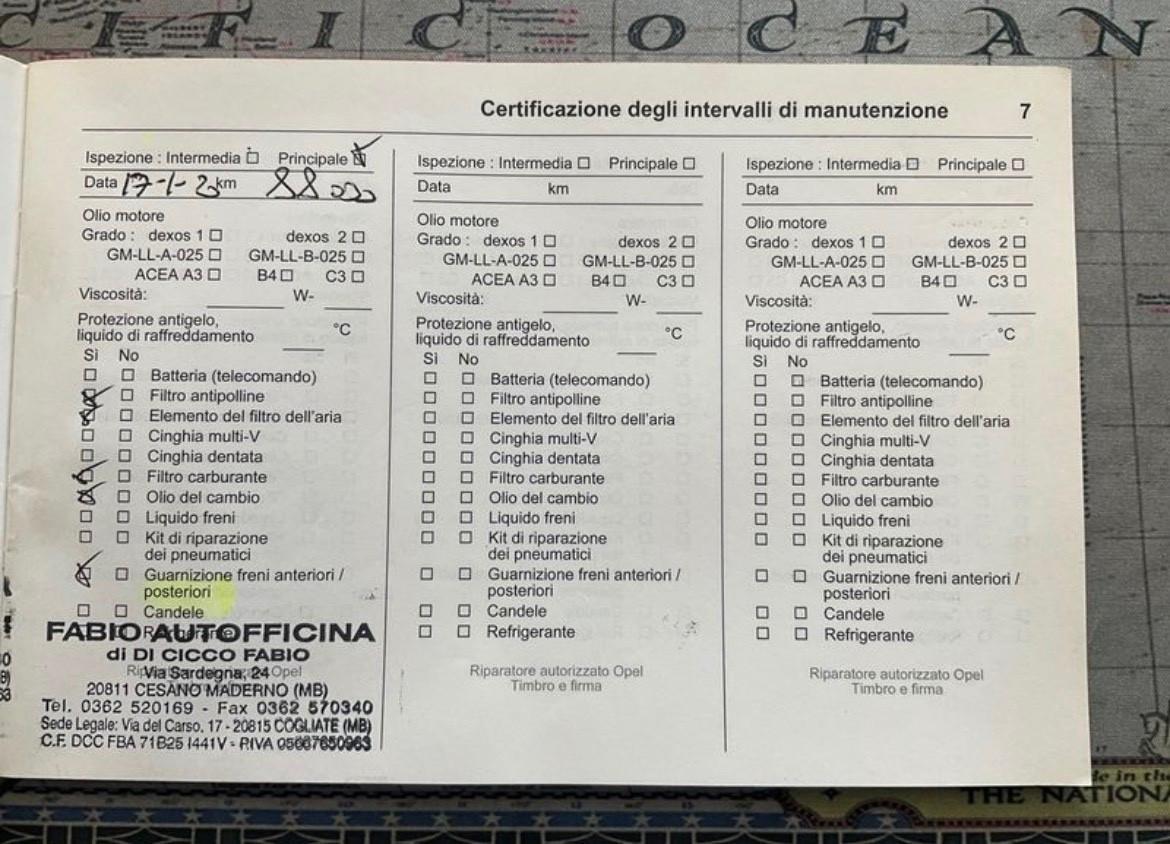 CIFIC OCEAN
Certificazione degli intervalli di manutenzione 7
Ispezione : Intermedia ☐ Principale ☒
Data 17-1-2 km 88000
Olio motore
Grado : dexos 1 ☐ dexos 2 ☐
GM-LL-A-025 ☐ GM-LL-B-025 ☐
ACEA A3 ☐ B4 ☐ C3 ☐
Viscosità: W-
Protezione antigelo,
liquido di raffreddamento °C
Sì No
☐ ☐ Batteria (telecomando)
☒ ☐ Filtro antipolline
☒ ☐ Elemento del filtro dell'aria
☐ ☐ Cinghia multi-V
☐ ☐ Cinghia dentata
☒ ☐ Filtro carburante
☒ ☐ Olio del cambio
☐ ☐ Liquido freni
☐ ☐ Kit di riparazione
dei pneumatici
☒ ☐ Guarnizione freni anteriori /
posteriori
☐ ☐ Candele
Refrigerante
FABIO AUTOFFICINA
di DI CICCO FABIO
Via Sardegna, 24
20811 CESANO MADERNO (MB)
Tel. 0362 520169 - Fax 0362 570340
Sede Legale: Via del Carso, 17 - 20815 COGLIATE (MB)
C.F. DCC FBA 71B25 I441V - P.IVA 05667650963
Ispezione : Intermedia ☐ Principale ☐
Data km
Olio motore
Grado : dexos 1 ☐ dexos 2 ☐
GM-LL-A-025 ☐ GM-LL-B-025 ☐
ACEA A3 ☐ B4 ☐ C3 ☐
Viscosità: W-
Protezione antigelo,
liquido di raffreddamento °C
Sì No
☐ ☐ Batteria (telecomando)
☐ ☐ Filtro antipolline
☐ ☐ Elemento del filtro dell'aria
☐ ☐ Cinghia multi-V
☐ ☐ Cinghia dentata
☐ ☐ Filtro carburante
☐ ☐ Olio del cambio
☐ ☐ Liquido freni
☐ ☐ Kit di riparazione
dei pneumatici
☐ ☐ Guarnizione freni anteriori /
posteriori
☐ ☐ Candele
☐ ☐ Refrigerante
Riparatore autorizzato Opel
Timbro e firma
Ispezione : Intermedia ☐ Principale ☐
Data km
Olio motore
Grado : dexos 1 ☐ dexos 2 ☐
GM-LL-A-025 ☐ GM-LL-B-025 ☐
ACEA A3 ☐ B4 ☐ C3 ☐
Viscosità: W-
Protezione antigelo,
liquido di raffreddamento °C
Sì No
☐ ☐ Batteria (telecomando)
☐ ☐ Filtro antipolline
☐ ☐ Elemento del filtro dell'aria
☐ ☐ Cinghia multi-V
☐ ☐ Cinghia dentata
☐ ☐ Filtro carburante
☐ ☐ Olio del cambio
☐ ☐ Liquido freni
☐ ☐ Kit di riparazione
dei pneumatici
☐ ☐ Guarnizione freni anteriori /
posteriori
☐ ☐ Candele
☐ ☐ Refrigerante
Riparatore autorizzato Opel
Timbro e firma
in the
THE NATIONA